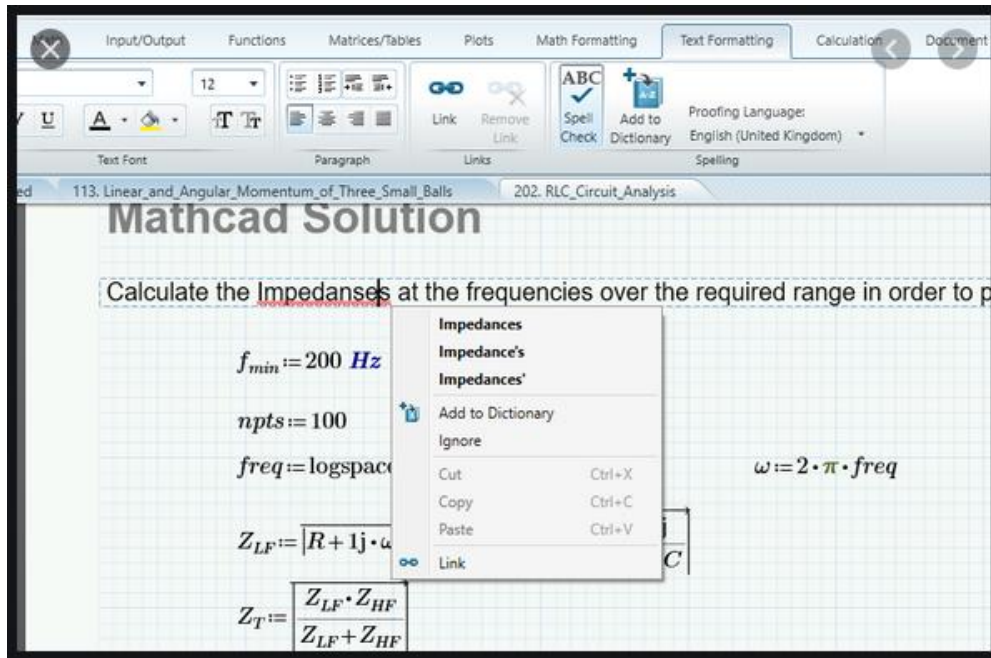 Input/Output Functions Matrices/Tables Plots Math Formatting Text Formatting Calculation Document
12
U A
Link Remove Link
ABC
Spell Check
A-Z
Add to Dictionary
Proofing Language:
English (United Kingdom)
Text Font Paragraph Links Spelling
113. Linear_and_Angular_Momentum_of_Three_Small_Balls 202. RLC_Circuit_Analysis
Mathcad Solution
Calculate the Impedanses at the frequencies over the required range in order to p
Impedances
Impedance's
Impedances'
Add to Dictionary
Ignore
Cut Ctrl+X
Copy Ctrl+C
Paste Ctrl+V
Link
f_min := 200 Hz
npts := 100
freq := logspac
ω := 2 · π · freq
Z_LF := |R + 1j ·
C
Z_T := |Z_LF · Z_HF / Z_LF + Z_HF|